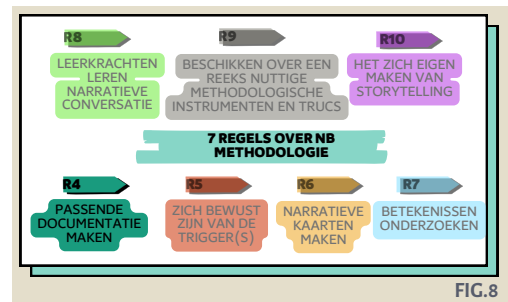 R8
LEERKRACHTEN
LEREN
NARRATIEVE
CONVERSATIE
R9
BESCHIKKEN OVER EEN
REEKS NUTTIGE
METHODOLOGISCHE
INSTRUMENTEN EN TRUCS
R10
HET ZICH EIGEN
MAKEN VAN
STORYTELLING
7 REGELS OVER NB
METHODOLOGIE
R4
PASSENDE
DOCUMENTATIE
MAKEN
R5
ZICH BEWUST
ZIJN VAN DE
TRIGGER(S)
R6
NARRATIEVE
KAARTEN
MAKEN
R7
BETEKENISSEN
ONDERZOEKEN
FIG.8